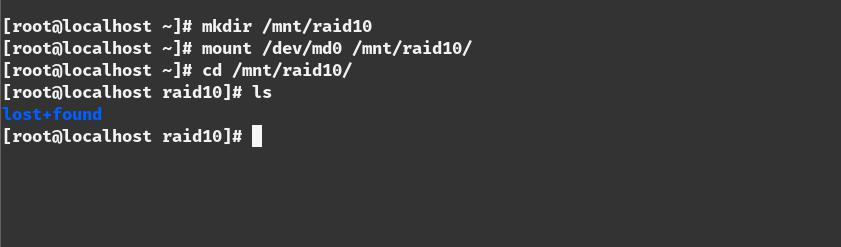 [root@localhost ~]# mkdir /mnt/raid10
[root@localhost ~]# mount /dev/md0 /mnt/raid10/
[root@localhost ~]# cd /mnt/raid10/
[root@localhost raid10]# ls
lost+found
[root@localhost raid10]#